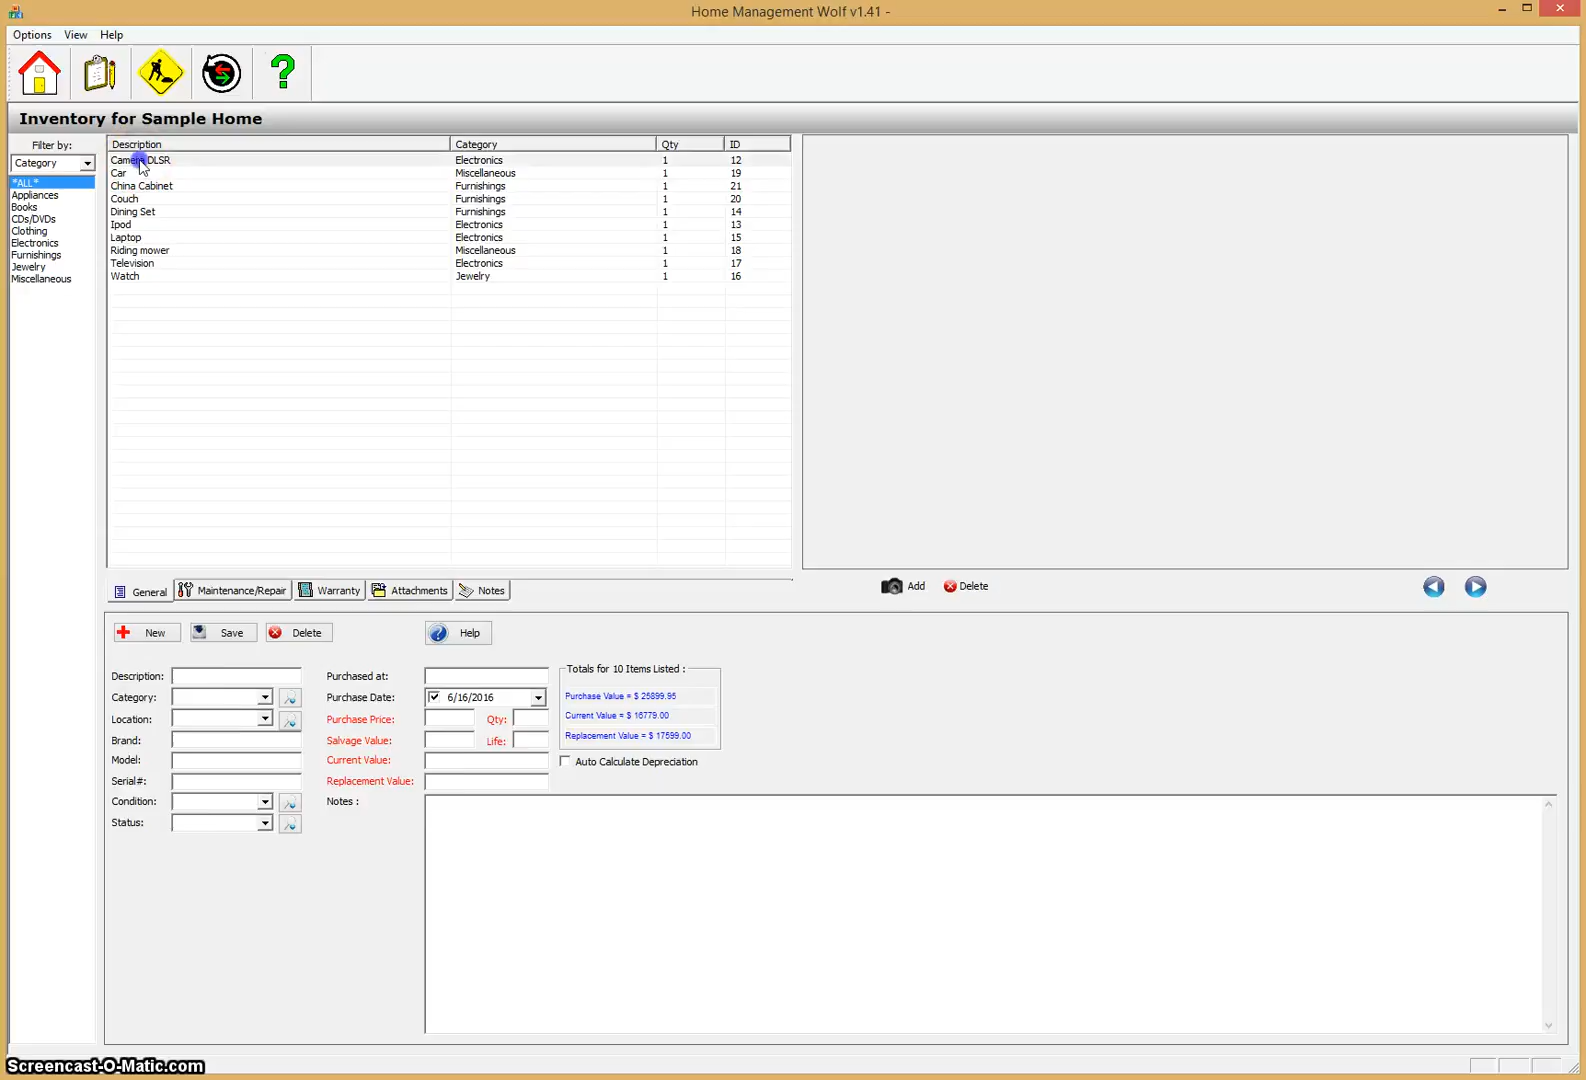 Home Management Wolf v1.41 -
Options View Help
Inventory for Sample Home
Filter by:
Category
*ALL*
Appliances
Books
CDs/DVDs
Clothing
Electronics
Furnishings
Jewelry
Miscellaneous
Description Category Qty ID
Camera DLSR Electronics 1 12
Car Miscellaneous 1 19
China Cabinet Furnishings 1 21
Couch Furnishings 1 20
Dining Set Furnishings 1 14
Ipod Electronics 1 13
Laptop Electronics 1 15
Riding mower Miscellaneous 1 18
Television Electronics 1 17
Watch Jewelry 1 16
General Maintenance/Repair Warranty Attachments Notes
Add Delete
New Save Delete Help
Description: Purchased at: Totals for 10 Items Listed :
Category: Purchase Date: 6/16/2016 Purchase Value = $ 25899.95
Location: Purchase Price: Qty: Current Value = $ 16779.00
Brand: Salvage Value: Life: Replacement Value = $ 17599.00
Model: Current Value: Auto Calculate Depreciation
Serial#: Replacement Value:
Condition: Notes :
Status:
Screencast-O-Matic.com